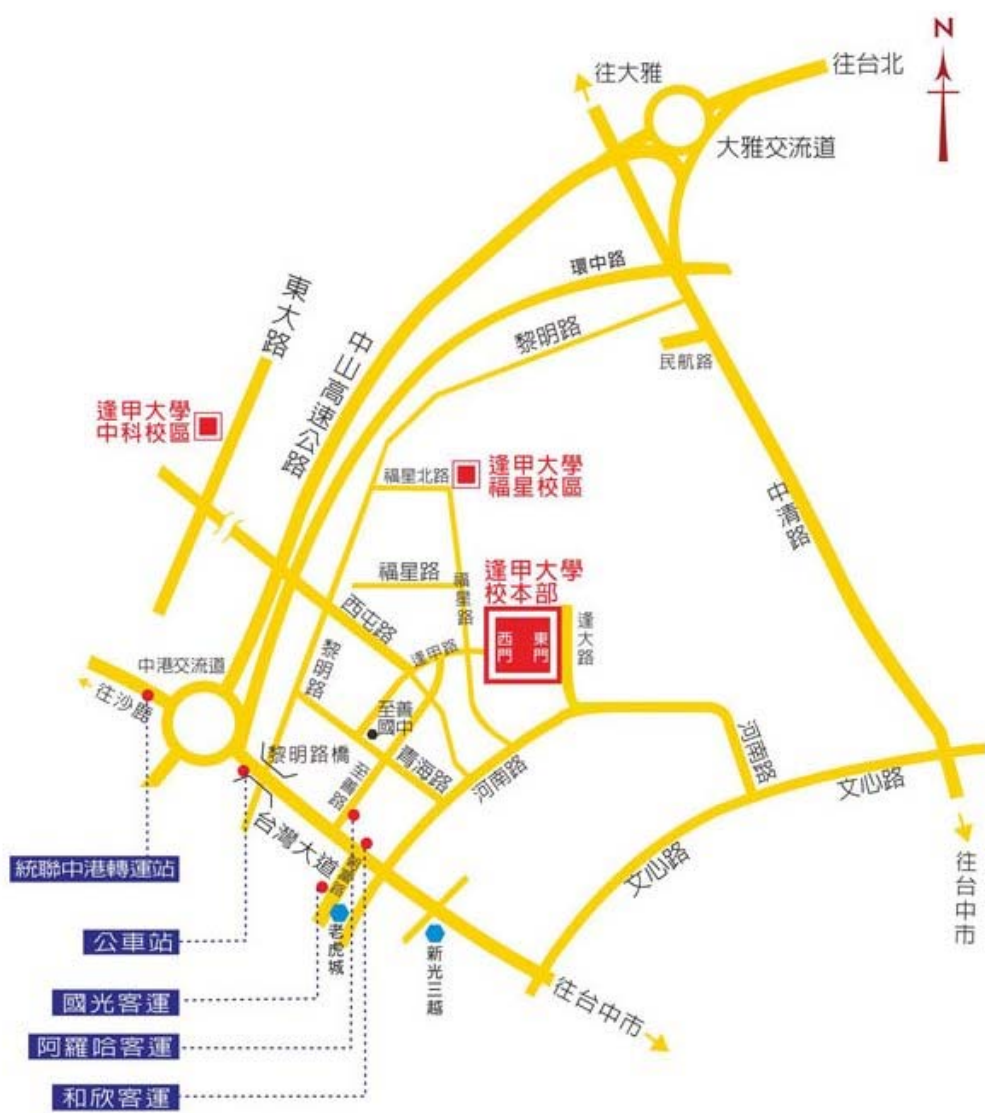 N
往大雅
往台北
大雅交流道
環中路
東大路
中山高速公路
黎明路
民航路
逢甲大學
中科校區
福星北路
逢甲大學
福星校區
中清路
福星路
福星路
逢甲大學
校本部
西門
東門
逢大路
西屯路
逢甲路
黎明路
中港交流道
往沙鹿
至善
國中
黎明路橋
青海路
至善路
河南路
河南路
文心路
文心路
台灣大道
統聯中港轉運站
公車站
老虎城
新光三越
往台中市
往台中市
國光客運
阿羅哈客運
和欣客運